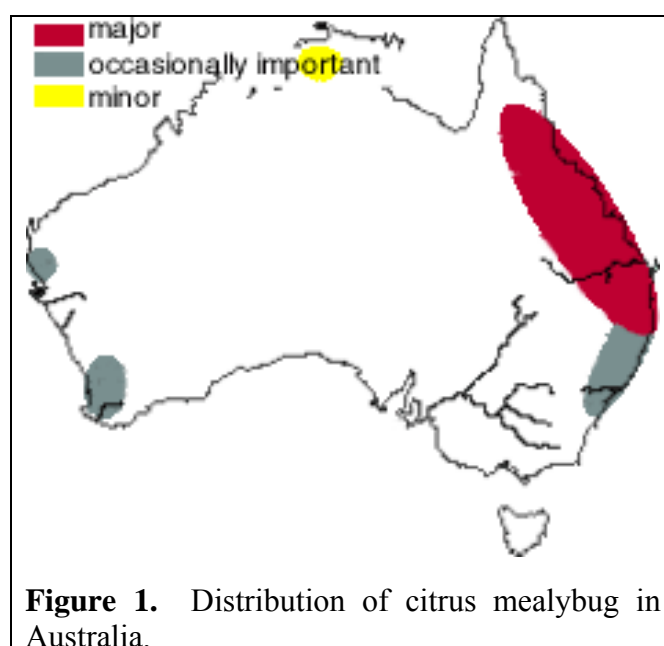 major
occasionally important
minor
Figure 1. Distribution of citrus mealybug in
Australia.